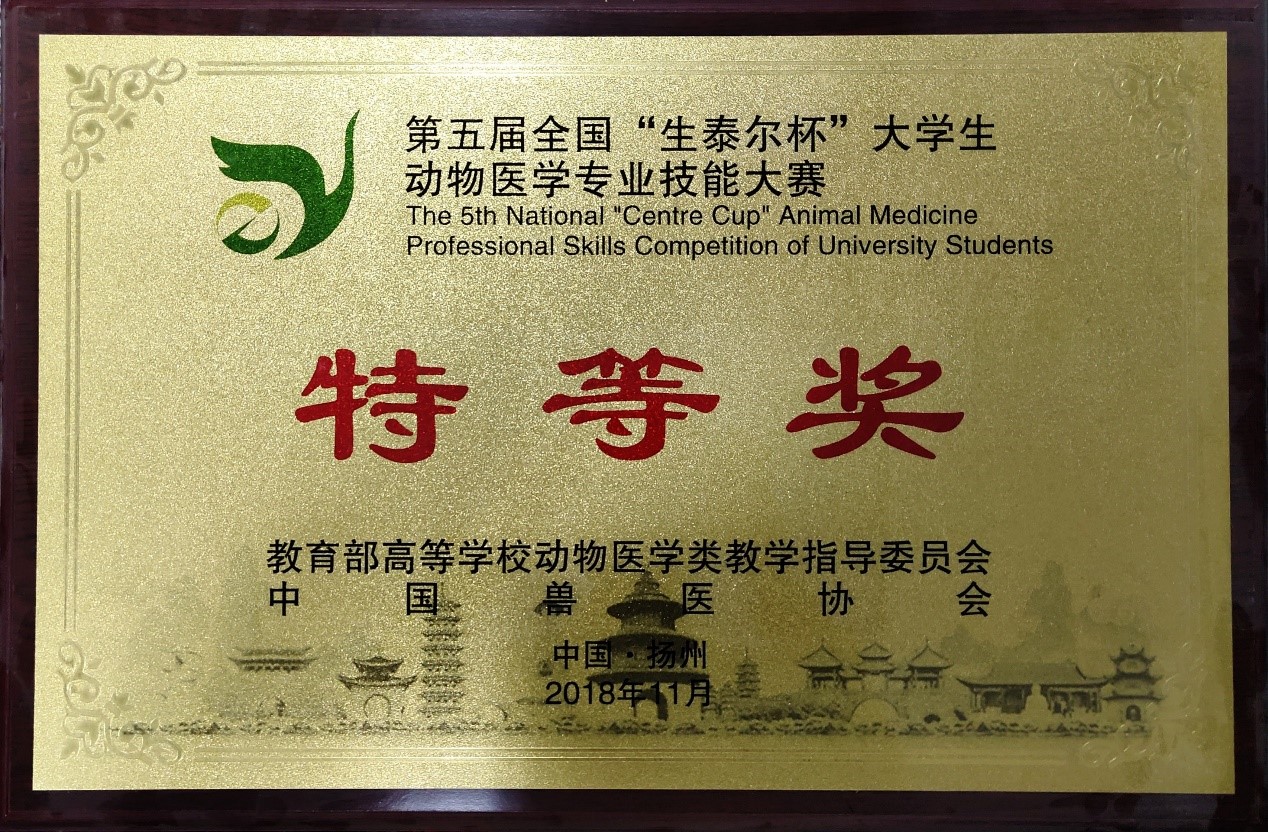 第五届全国“生泰尔杯”大学生
动物医学专业技能大赛
The 5th National "Centre Cup" Animal Medicine
Professional Skills Competition of University Students
特等奖
教育部高等学校动物医学类教学指导委员会
中国兽医协会
中国·扬州
2018年11月